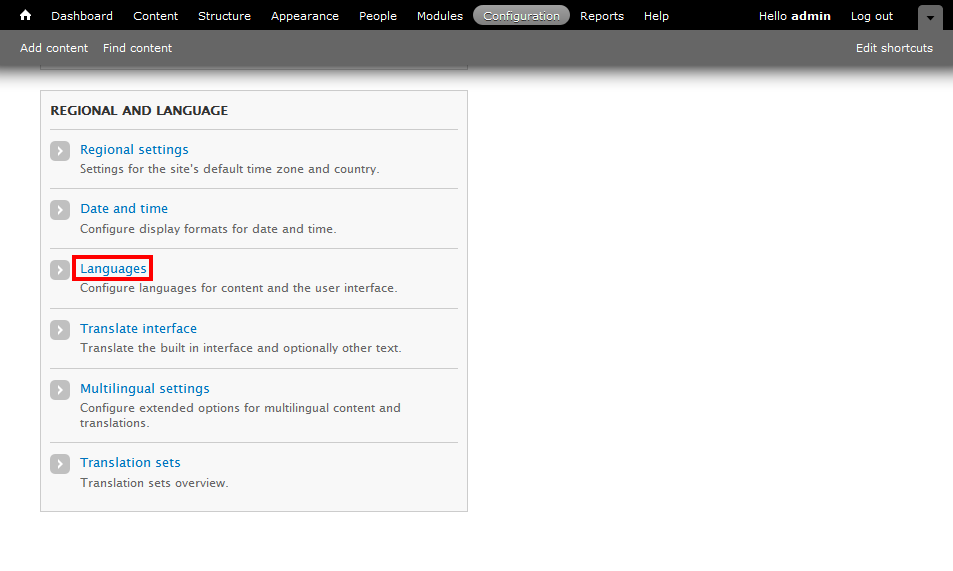 Dashboard Content Structure Appearance People Modules Configuration Reports Help Hello admin Log out
Add content Find content Edit shortcuts
REGIONAL AND LANGUAGE
Regional settings
Settings for the site's default time zone and country.
Date and time
Configure display formats for date and time.
Languages
Configure languages for content and the user interface.
Translate interface
Translate the built in interface and optionally other text.
Multilingual settings
Configure extended options for multilingual content and
translations.
Translation sets
Translation sets overview.